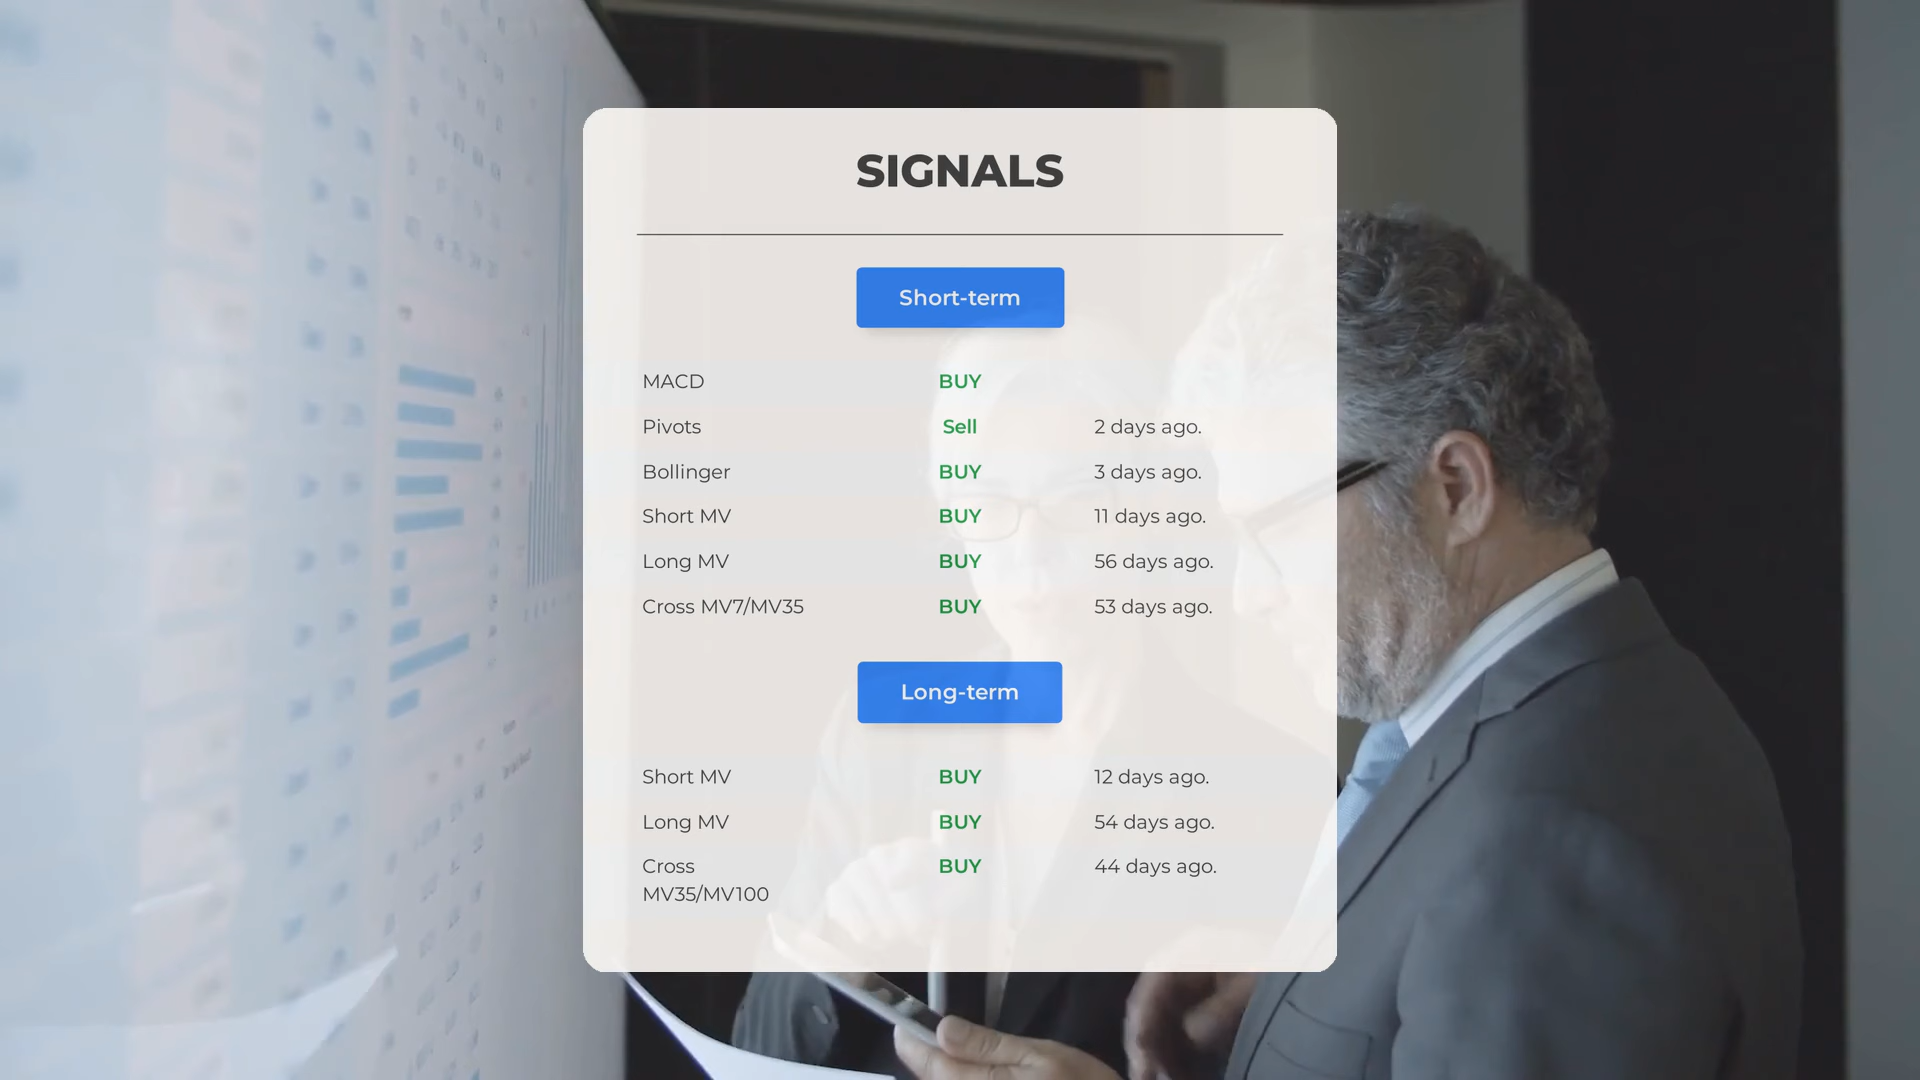 SIGNALS
Short-term
MACD BUY
Pivots Sell 2 days ago.
Bollinger BUY 3 days ago.
Short MV BUY 11 days ago.
Long MV BUY 56 days ago.
Cross MV7/MV35 BUY 53 days ago.
Long-term
Short MV BUY 12 days ago.
Long MV BUY 54 days ago.
Cross BUY 44 days ago.
MV35/MV100